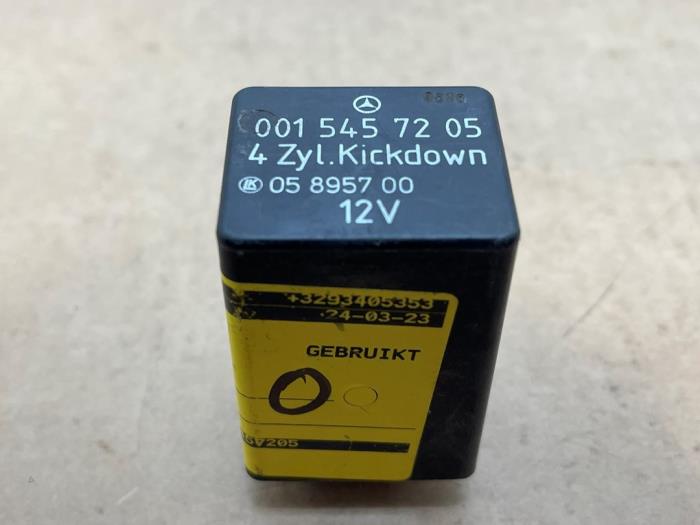 001 545 72 05
4 Zyl.Kickdown
05 8957 00
12V
+3293405353
24-03-23
GEBRUIKT